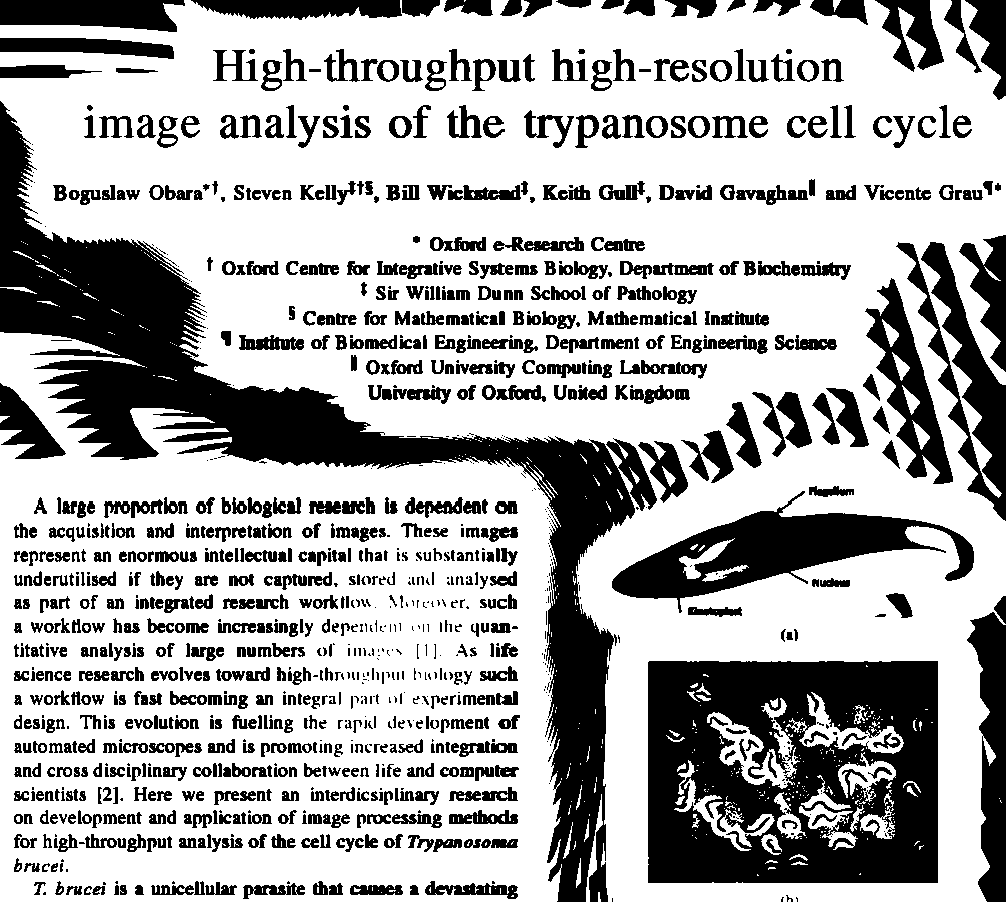 High-throughput high-resolution
image analysis of the trypanosome cell cycle
Boguslaw Obara*†, Steven Kelly‡†§, Bill Wickstead‡, Keith Gull‡, David Gavaghan‖ and Vicente Grau¶*
* Oxford e-Research Centre
† Oxford Centre for Integrative Systems Biology, Department of Biochemistry
‡ Sir William Dunn School of Pathology
§ Centre for Mathematical Biology, Mathematical Institute
¶ Institute of Biomedical Engineering, Department of Engineering Science
‖ Oxford University Computing Laboratory
University of Oxford, United Kingdom
A large proportion of biological research is dependent on
the acquisition and interpretation of images. These images
represent an enormous intellectual capital that is substantially
underutilised if they are not captured, stored and analysed
as part of an integrated research workflow. Moreover, such
a workflow has become increasingly dependent on the quan-
titative analysis of large numbers of images [1]. As life
science research evolves toward high-throughput biology such
a workflow is fast becoming an integral part of experimental
design. This evolution is fuelling the rapid development of
automated microscopes and is promoting increased integration
and cross disciplinary collaboration between life and computer
scientists [2]. Here we present an interdicsiplinary research
on development and application of image processing methods
for high-throughput analysis of the cell cycle of Trypanosoma
brucei.
T. brucei is a unicellular parasite that causes a devastating
Flagellum
Nucleus
Kinetoplast
(a)
(b)